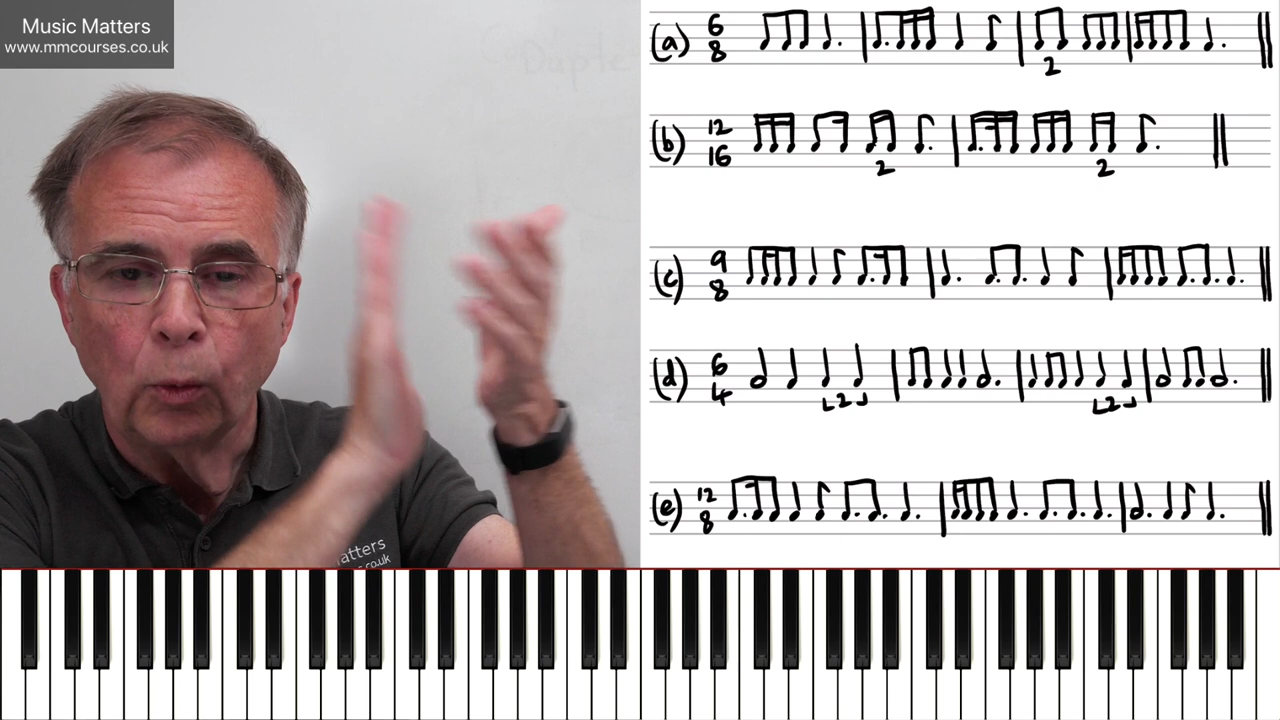 Music Matters
www.mmcourses.co.uk
(a) 6 8
2
(b) 12 16
2 2
(c) 9 8
(d) 6 4
2 2
(e) 12 8
atters